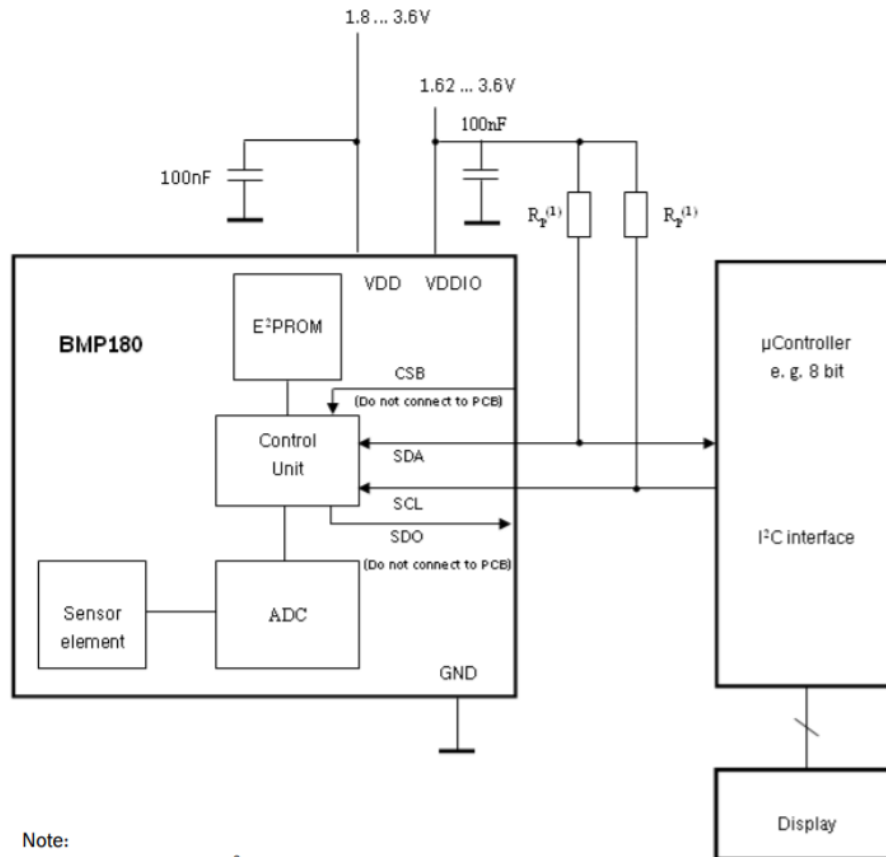 1.8 ... 3.6V
1.62 ... 3.6V
100nF
100nF
Rp(1)
Rp(1)
VDD
VDDIO
E²PROM
BMP180
µController
e. g. 8 bit
CSB
(Do not connect to PCB)
Control
Unit
SDA
SCL
SDO
(Do not connect to PCB)
I²C interface
Sensor
element
ADC
GND
Display
Note: